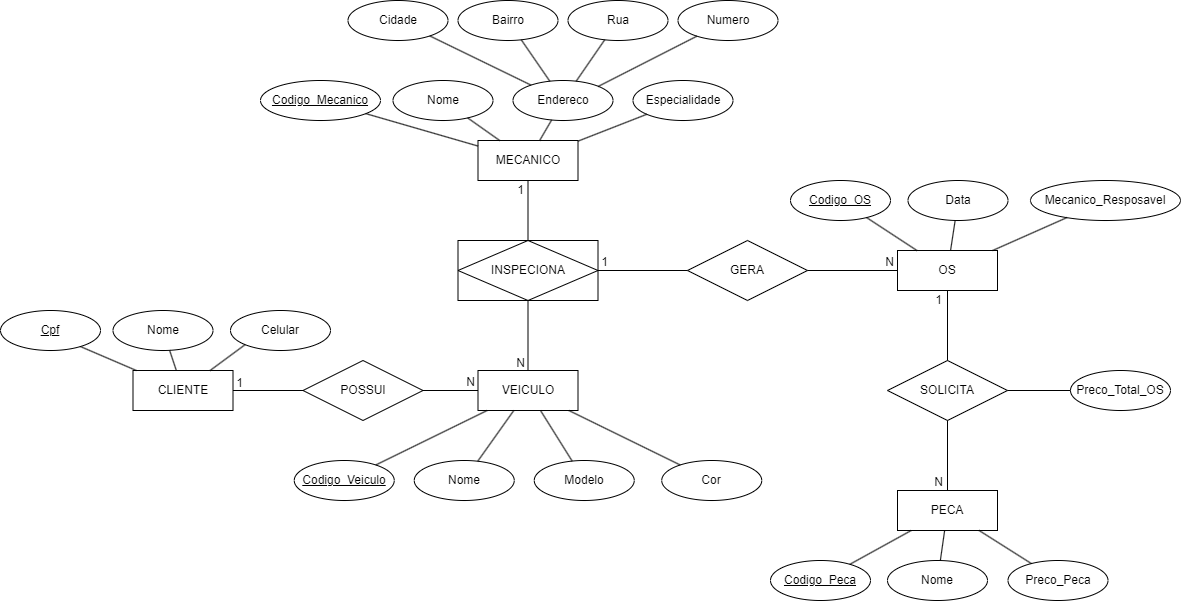 Cidade
Bairro
Rua
Numero
Codigo_Mecanico
Nome
Endereco
Especialidade
MECANICO
1
Codigo_OS
Data
Mecanico_Resposavel
INSPECIONA
1
GERA
N
OS
1
Cpf
Nome
Celular
N
CLIENTE
1
POSSUI
N
VEICULO
SOLICITA
Preco_Total_OS
Codigo_Veiculo
Nome
Modelo
Cor
N
PECA
Codigo_Peca
Nome
Preco_Peca